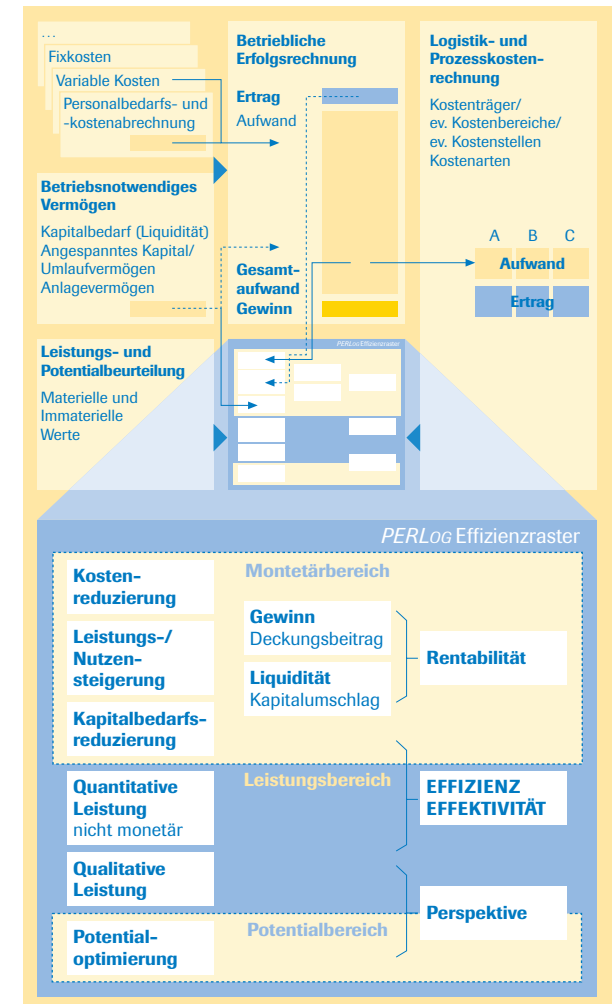 …
Fixkosten
Variable Kosten
Personalbedarfs- und
-kostenabrechnung
Betriebsnotwendiges
Vermögen
Kapitalbedarf (Liquidität)
Angespanntes Kapital/
Umlaufvermögen
Anlagevermögen
Leistungs- und
Potentialbeurteilung
Materielle und
Immaterielle
Werte
Betriebliche
Erfolgsrechnung
Ertrag
Aufwand
Gesamt-
aufwand
Gewinn
PERLOG Effizienzraster
Logistik- und
Prozesskosten-
rechnung
Kostenträger/
ev. Kostenbereiche/
ev. Kostenstellen
Kostenarten
A B C
Aufwand
Ertrag
PERLOG Effizienzraster
Montetärbereich
Kosten-
reduzierung
Leistungs-/
Nutzen-
steigerung
Kapitalbedarfs-
reduzierung
Gewinn
Deckungsbeitrag
Liquidität
Kapitalumschlag
Rentabilität
Leistungsbereich
Quantitative
Leistung
nicht monetär
Qualitative
Leistung
EFFIZIENZ
EFFEKTIVITÄT
Potentialbereich
Potential-
optimierung
Perspektive